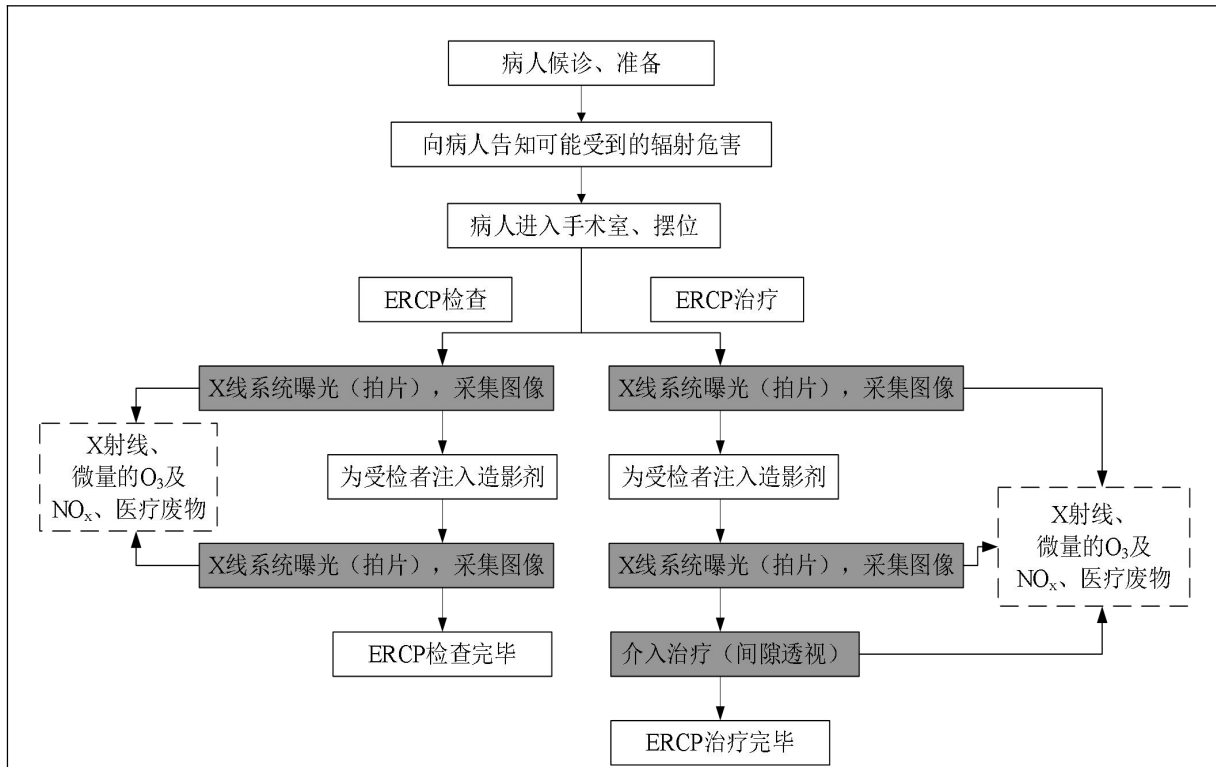 病人候诊、准备
向病人告知可能受到的辐射危害
病人进入手术室、摆位
ERCP检查
ERCP治疗
X线系统曝光（拍片），采集图像
X线系统曝光（拍片），采集图像
X射线、
微量的O₃及
NOₓ、医疗废物
为受检者注入造影剂
为受检者注入造影剂
X射线、
微量的O₃及
NOₓ、医疗废物
X线系统曝光（拍片），采集图像
X线系统曝光（拍片），采集图像
ERCP检查完毕
介入治疗（间隙透视）
ERCP治疗完毕